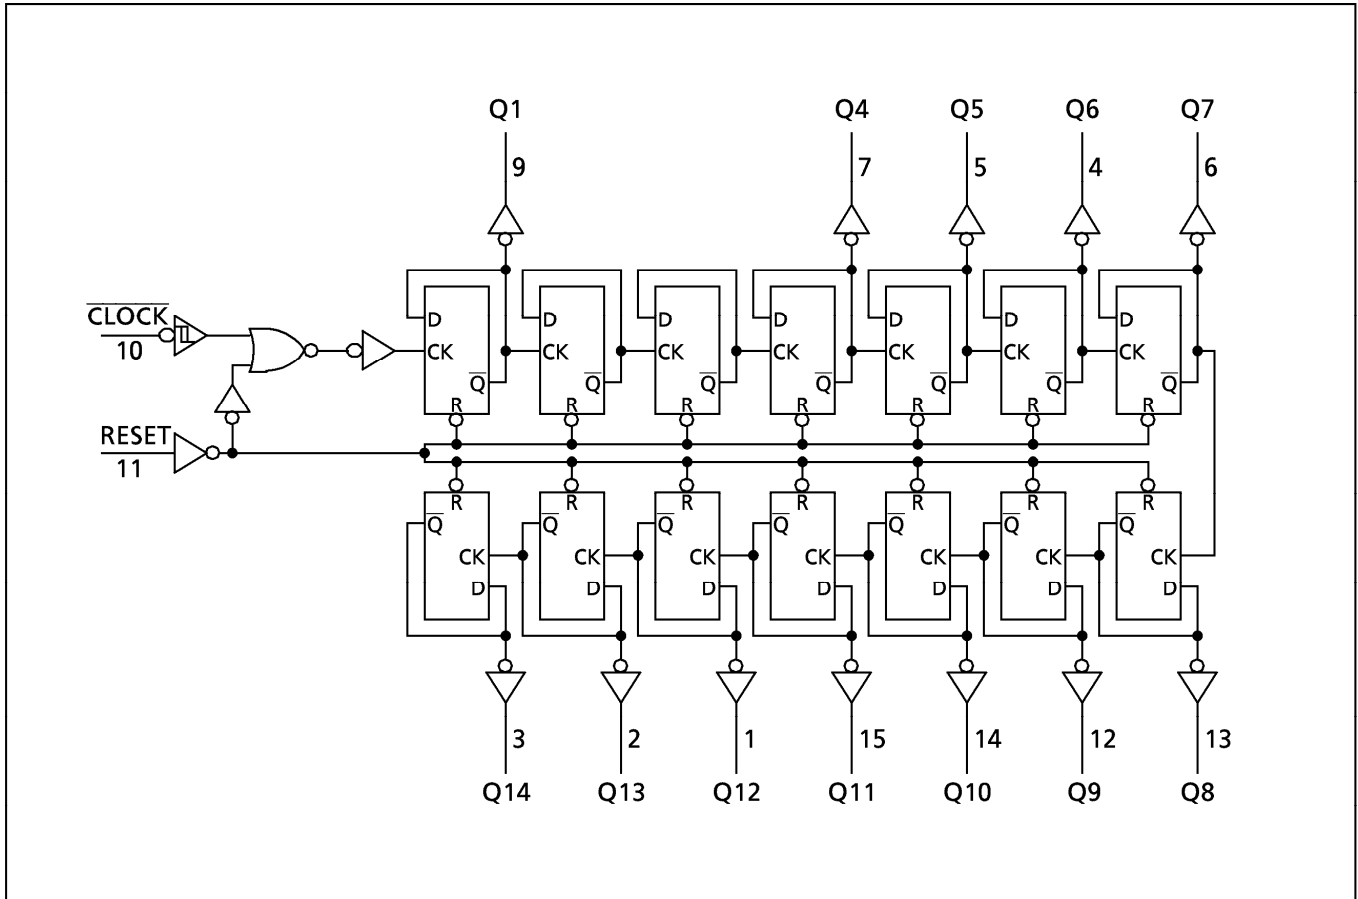 Q1 Q4 Q5 Q6 Q7
9 7 5 4 6
D D D D D D D
C̅L̅O̅C̅K̅
10
CK CK CK CK CK CK CK
Q̅ Q̅ Q̅ Q̅ Q̅ Q̅ Q̅
R R R R R R R
RESET
11
R R R R R R R
Q̅ Q̅ Q̅ Q̅ Q̅ Q̅ Q̅
CK CK CK CK CK CK CK
D D D D D D D
3 2 1 15 14 12 13
Q14 Q13 Q12 Q11 Q10 Q9 Q8